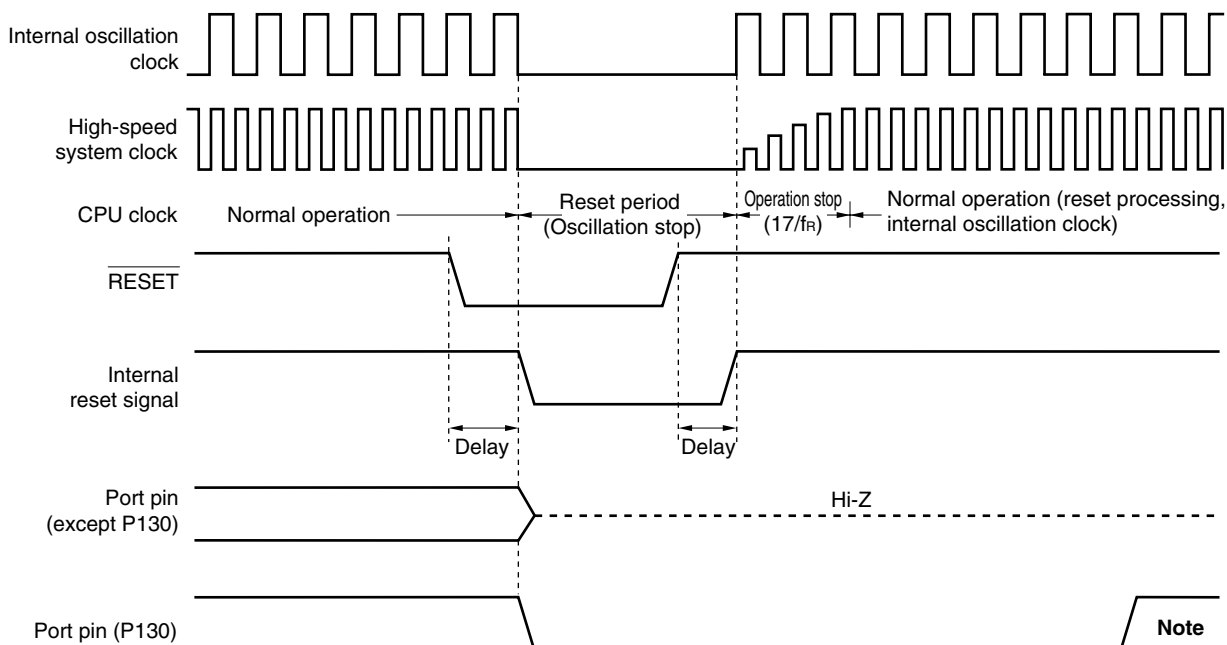 Internal oscillation
clock
High-speed
system clock
CPU clock
Normal operation
Reset period
(Oscillation stop)
Operation stop
(17/fR)
Normal operation (reset processing,
internal oscillation clock)
RESET
Internal
reset signal
Delay
Delay
Port pin
(except P130)
Hi-Z
Port pin (P130)
Note